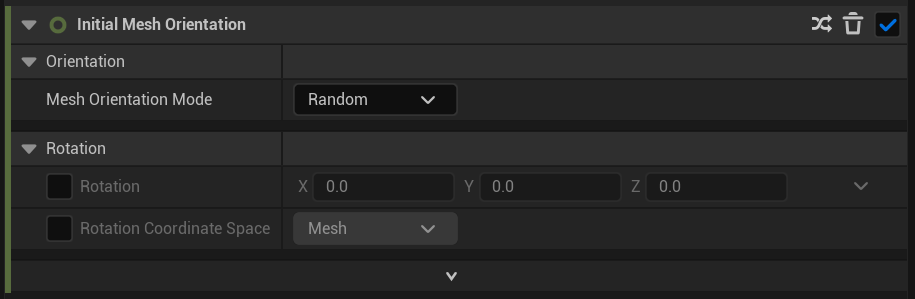 Initial Mesh Orientation
Orientation
Mesh Orientation Mode Random
Rotation
Rotation X 0.0 Y 0.0 Z 0.0
Rotation Coordinate Space Mesh